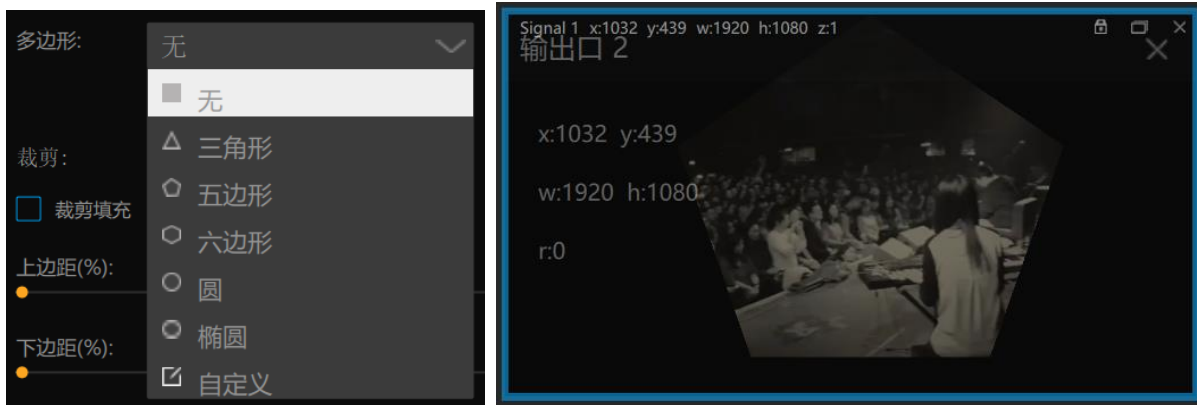 多边形:
无
无
三角形
五边形
六边形
圆
椭圆
自定义
裁剪:
裁剪填充
上边距(%):
下边距(%):
Signal 1 x:1032 y:439 w:1920 h:1080 z:1
输出口 2
x:1032 y:439
w:1920 h:1080
r:0